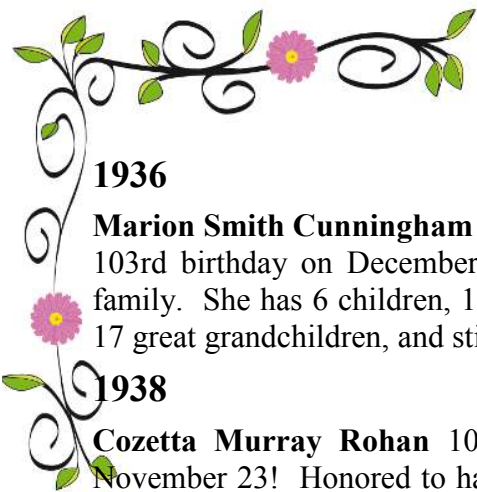 1936
Marion Smith Cunningham
103rd birthday on December
family. She has 6 children, 1
17 great grandchildren, and sti
1938
Cozetta Murray Rohan 10
November 23! Honored to ha